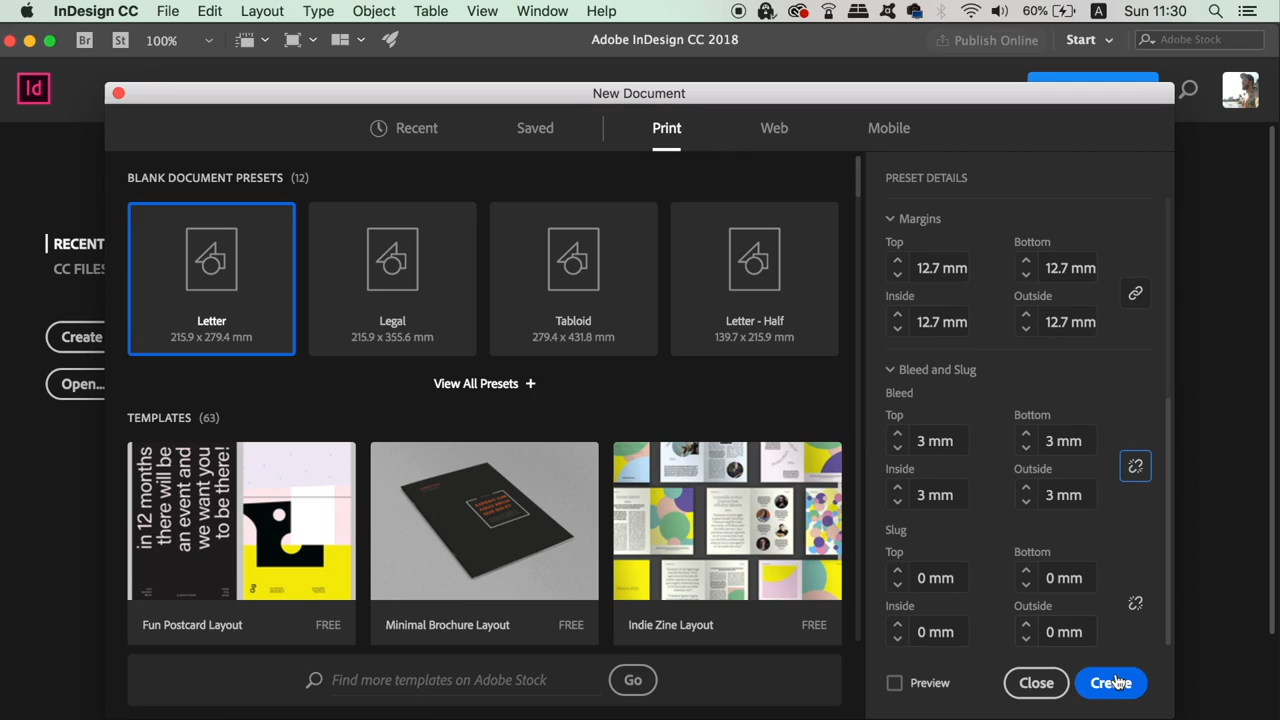 InDesign CC File Edit Layout Type Object Table View Window Help 60% A Sun 11:30
Br St 100% Adobe InDesign CC 2018 Publish Online Start Adobe Stock
Id
New Document
Recent Saved Print Web Mobile
BLANK DOCUMENT PRESETS (12)
Letter
215.9 x 279.4 mm
Legal
215.9 x 355.6 mm
Tabloid
279.4 x 431.8 mm
Letter - Half
139.7 x 215.9 mm
View All Presets +
TEMPLATES (63)
in 12 months
there will be
an event and
we want you
to be there!
Fun Postcard Layout FREE
Minimal Brochure Layout FREE
Indie Zine Layout FREE
Find more templates on Adobe Stock Go
RECENT
CC FILES
Create
Open...
PRESET DETAILS
Margins
Top Bottom
12.7 mm 12.7 mm
Inside Outside
12.7 mm 12.7 mm
Bleed and Slug
Bleed
Top Bottom
3 mm 3 mm
Inside Outside
3 mm 3 mm
Slug
Top Bottom
0 mm 0 mm
Inside Outside
0 mm 0 mm
Preview Close Create